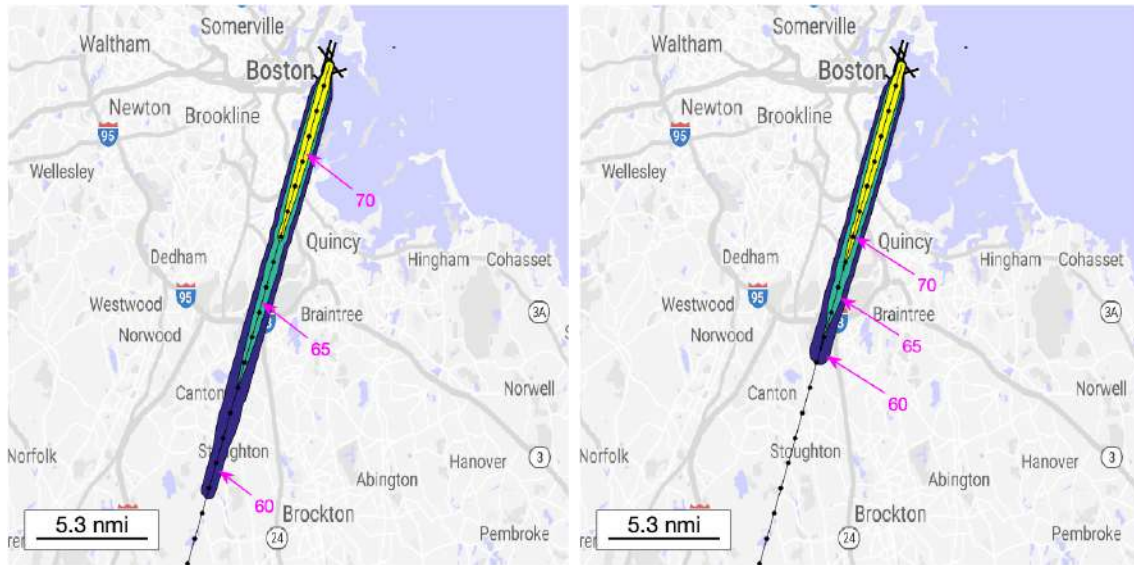 Somerville
Waltham
Boston
Newton
Brookline
95
Wellesley
70
Quincy
Dedham
Hingham
Cohasset
95
Westwood
Braintree
3A
Norwood
65
Canton
Norwell
Stoughton
Norfolk
Hanover
3
Abington
60
5.3 nmi
Brockton
24
Pembroke
Somerville
Waltham
Boston
Newton
Brookline
95
Wellesley
Quincy
Dedham
Hingham
Cohasset
70
95
Westwood
Braintree
3A
Norwood
65
Canton
Norwell
60
Stoughton
Norfolk
Hanover
3
Abington
5.3 nmi
Brockton
24
Pembroke